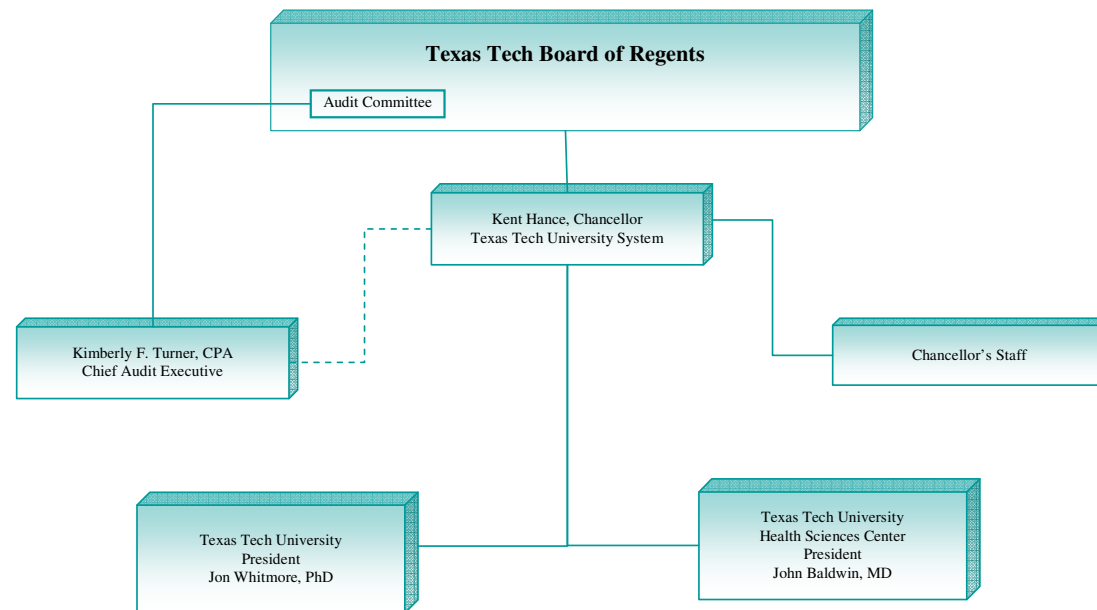 Texas Tech Board of Regents
Audit Committee
Kent Hance, Chancellor
Texas Tech University System
Kimberly F. Turner, CPA
Chief Audit Executive
Chancellor’s Staff
Texas Tech University
President
Jon Whitmore, PhD
Texas Tech University
Health Sciences Center
President
John Baldwin, MD